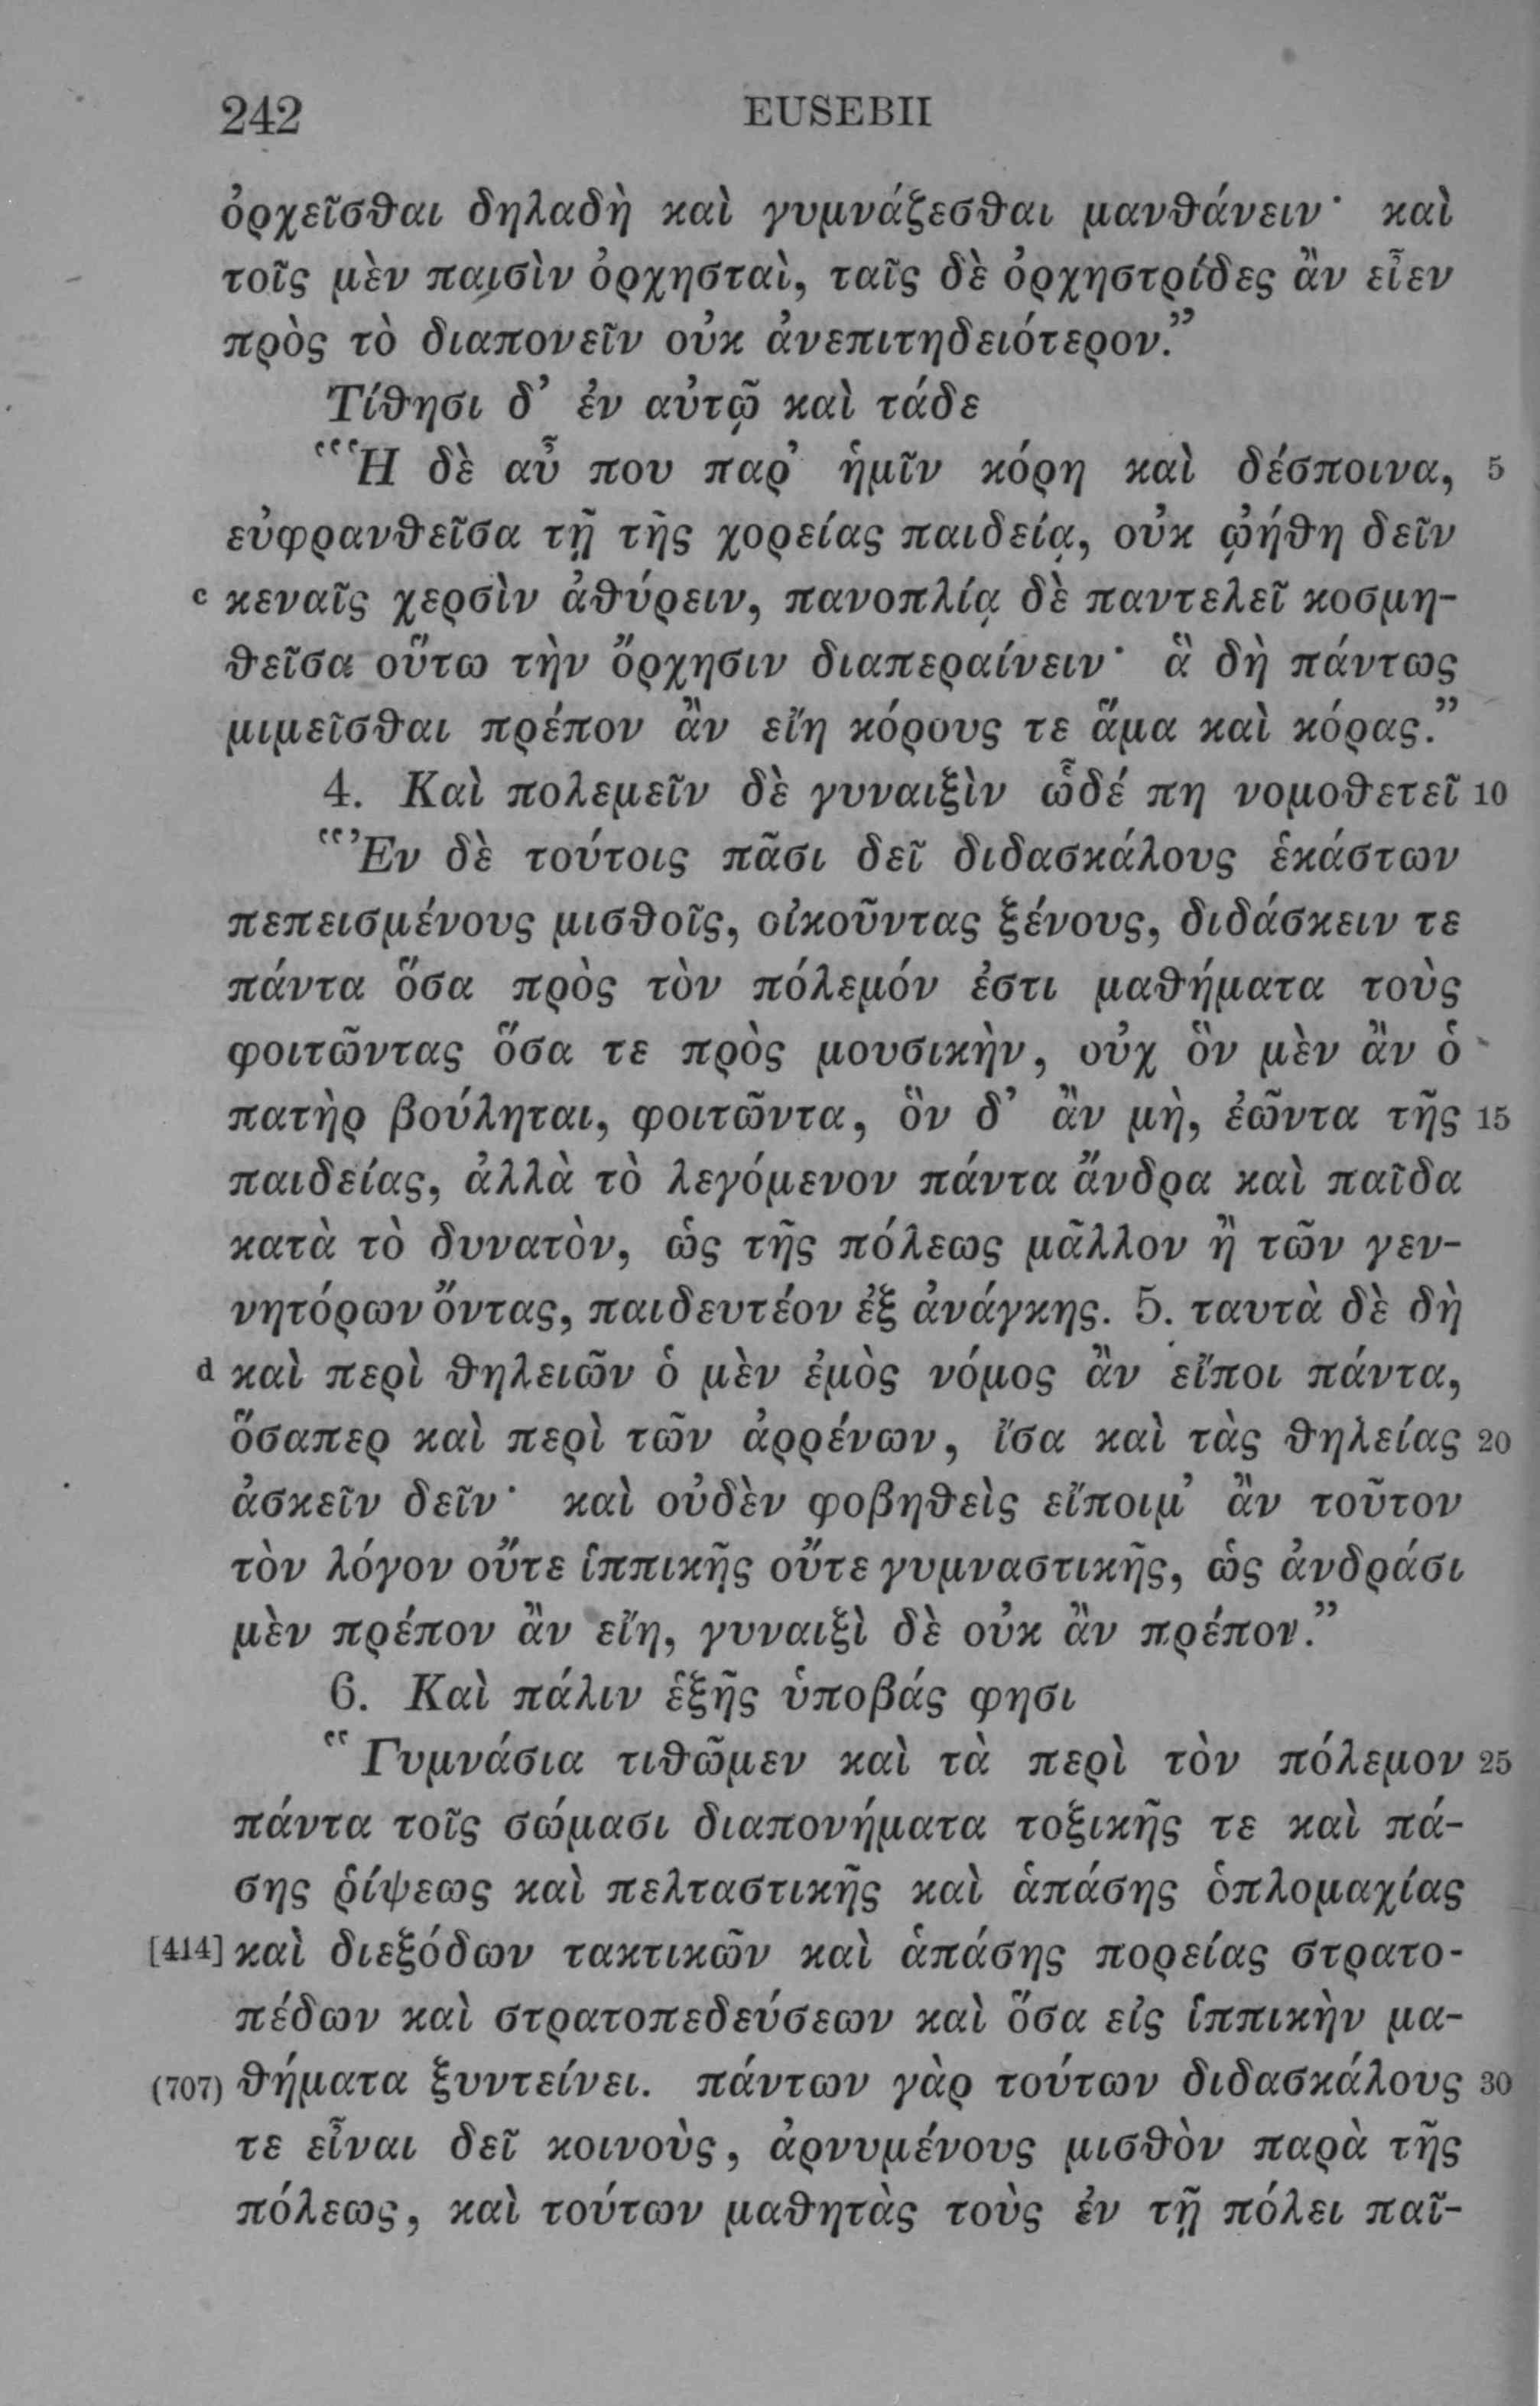 242 EUSEBII
ὀρχεῖσθαι δηλαδὴ καὶ γυμνάζεσθαι μανθάνειν· καὶ
τοῖς μὲν παισὶν ὀρχησταὶ, ταῖς δὲ ὀρχηστρίδες ἂν εἶεν
πρὸς τὸ διαπονεῖν οὐκ ἀνεπιτηδειότερον.”
Τίθησι δ’ ἐν αὐτῷ καὶ τάδε
“Ἡ δὲ αὖ που παρ’ ἡμῖν κόρη καὶ δέσποινα, 5
εὐφρανθεῖσα τῇ τῆς χορείας παιδείᾳ, οὐκ ᾠήθη δεῖν
c κεναῖς χερσὶν ἀθύρειν, πανοπλίᾳ δὲ παντελεῖ κοσμη-
θεῖσα οὕτω τὴν ὄρχησιν διαπεραίνειν· ἃ δὴ πάντως
μιμεῖσθαι πρέπον ἂν εἴη κόρους τε ἅμα καὶ κόρας.”
4. Καὶ πολεμεῖν δὲ γυναιξὶν ὧδέ πη νομοθετεῖ 10
“Ἐν δὲ τούτοις πᾶσι δεῖ διδασκάλους ἑκάστων
πεπεισμένους μισθοῖς, οἰκοῦντας ξένους, διδάσκειν τε
πάντα ὅσα πρὸς τὸν πόλεμόν ἐστι μαθήματα τοὺς
φοιτῶντας ὅσα τε πρὸς μουσικὴν, οὐχ ὃν μὲν ἂν ὁ
πατὴρ βούληται, φοιτῶντα, ὃν δ’ ἂν μὴ, ἐῶντα τῆς 15
παιδείας, ἀλλὰ τὸ λεγόμενον πάντα ἄνδρα καὶ παῖδα
κατὰ τὸ δυνατὸν, ὡς τῆς πόλεως μᾶλλον ἢ τῶν γεν-
νητόρων ὄντας, παιδευτέον ἐξ ἀνάγκης. 5. ταυτὰ δὲ δὴ
d καὶ περὶ θηλειῶν ὁ μὲν ἐμὸς νόμος ἂν εἴποι πάντα,
ὅσαπερ καὶ περὶ τῶν ἀρρένων, ἴσα καὶ τὰς θηλείας 20
ἀσκεῖν δεῖν· καὶ οὐδὲν φοβηθεὶς εἴποιμ’ ἂν τοῦτον
τὸν λόγον οὔτε ἱππικῆς οὔτε γυμναστικῆς, ὡς ἀνδράσι
μὲν πρέπον ἂν εἴη, γυναιξὶ δὲ οὐκ ἂν πρέπον.”
6. Καὶ πάλιν ἑξῆς ὑποβάς φησι
“Γυμνάσια τιθῶμεν καὶ τὰ περὶ τὸν πόλεμον 25
πάντα τοῖς σώμασι διαπονήματα τοξικῆς τε καὶ πά-
σης ῥίψεως καὶ πελταστικῆς καὶ ἁπάσης ὁπλομαχίας
[414] καὶ διεξόδων τακτικῶν καὶ ἁπάσης πορείας στρατο-
πέδων καὶ στρατοπεδεύσεων καὶ ὅσα εἰς ἱππικὴν μα-
(707) θήματα ξυντείνει. πάντων γὰρ τούτων διδασκάλους 30
τε εἶναι δεῖ κοινοὺς, ἀρνυμένους μισθὸν παρὰ τῆς
πόλεως, καὶ τούτων μαθητὰς τοὺς ἐν τῇ πόλει παῖ-